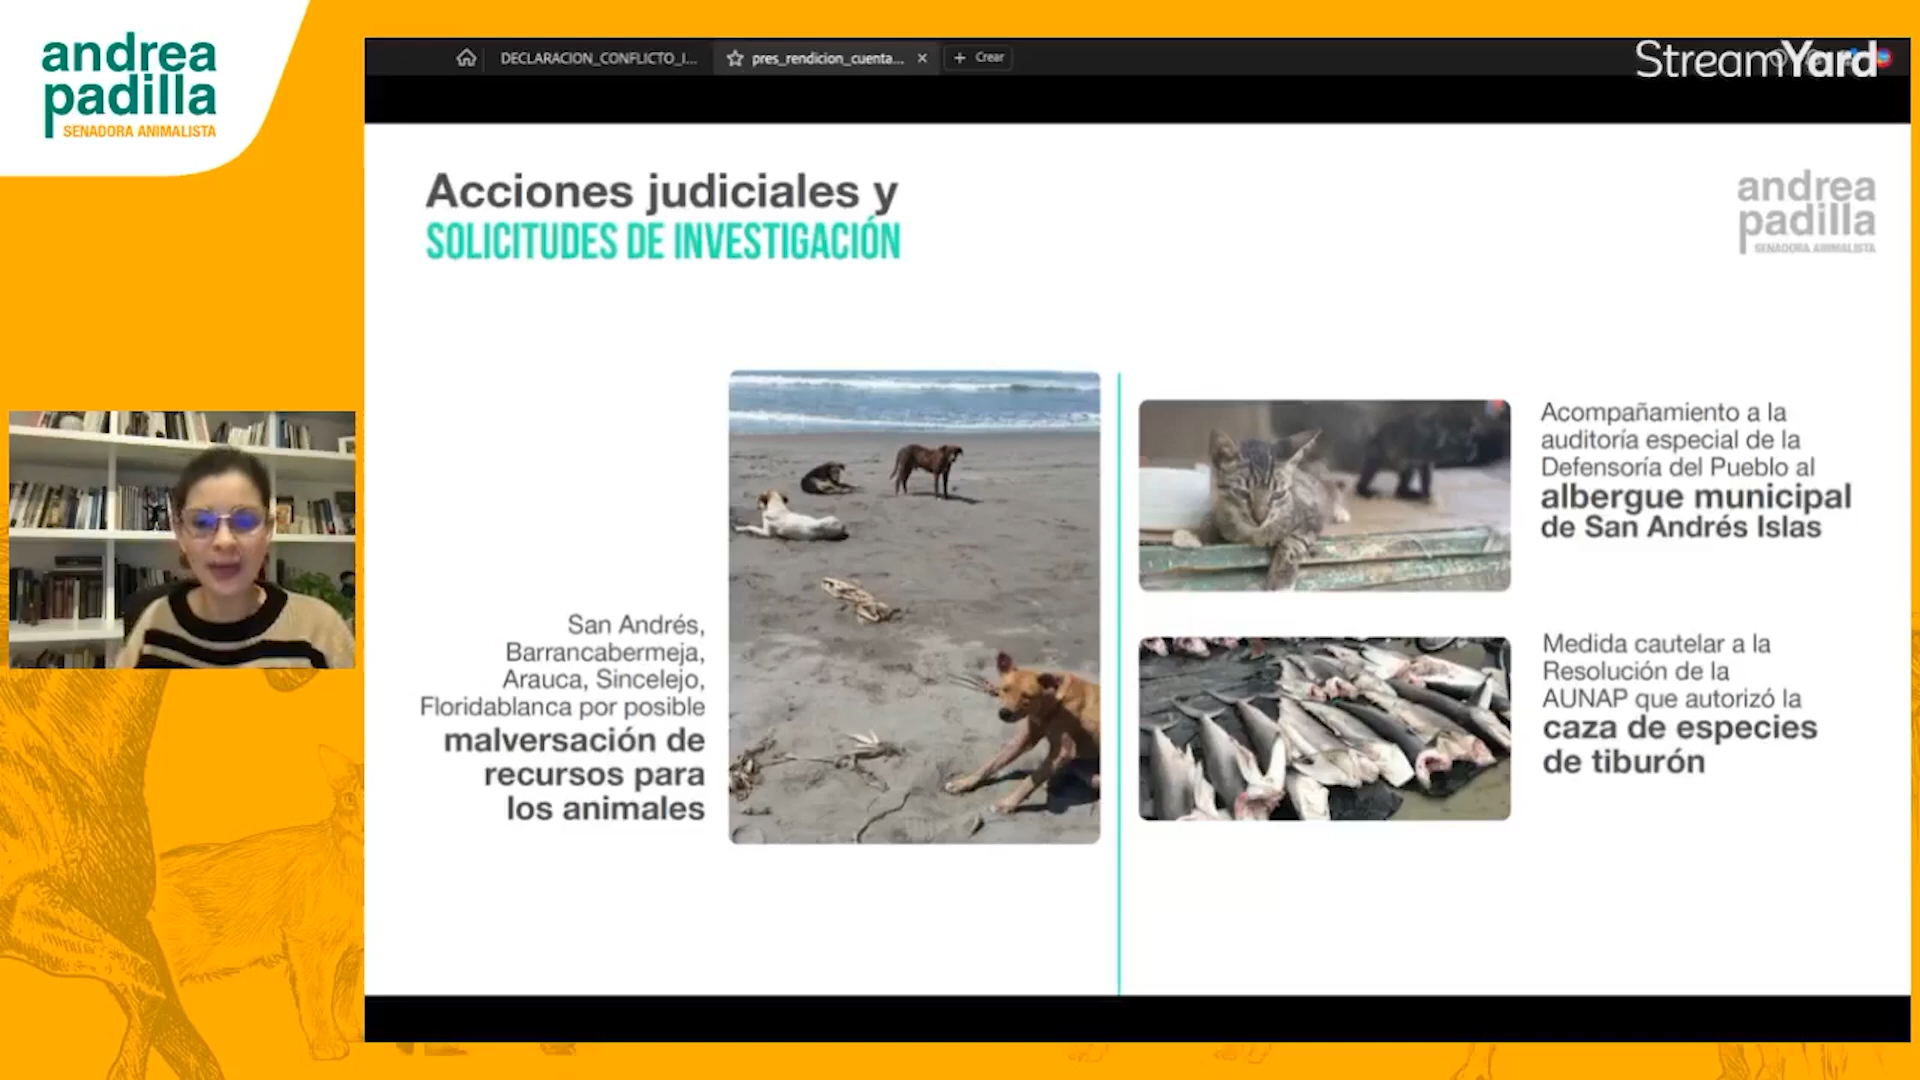 andrea
padilla
SENADORA ANIMALISTA
DECLARACION_CONFLICTO_I...
pres_rendicion_cuenta...
Crear
StreamYard
Acciones judiciales y
SOLICITUDES DE INVESTIGACIÓN
andrea
padilla
SENADORA ANIMALISTA
San Andrés,
Barrancabermeja,
Arauca, Sincelejo,
Floridablanca por posible
malversación de
recursos para
los animales
Acompañamiento a la
auditoría especial de la
Defensoría del Pueblo al
albergue municipal
de San Andrés Islas
Medida cautelar a la
Resolución de la
AUNAP que autorizó la
caza de especies
de tiburón